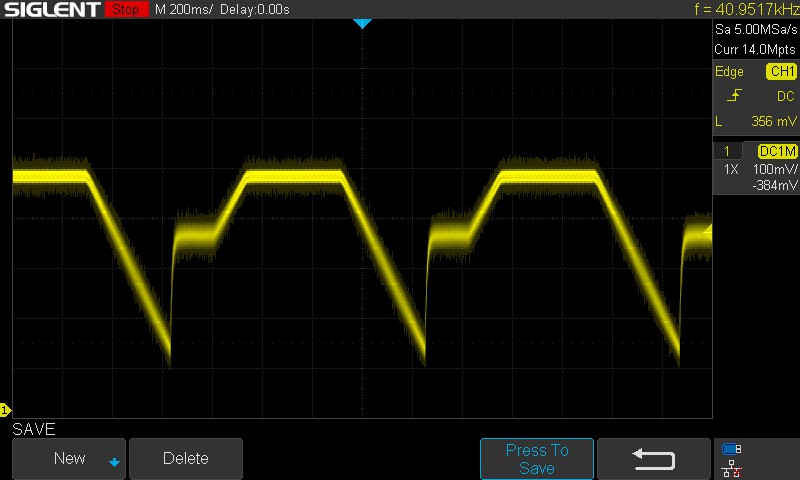 SIGLENT Stop M 200ms/ Delay:0.00s f = 40.9517kHz
Sa 5.00MSa/s
Curr 14.0Mpts
Edge CH1
DC
L 356 mV
1 DC1M
1X 100mV/
-384mV
1
SAVE
New Delete Press To Save